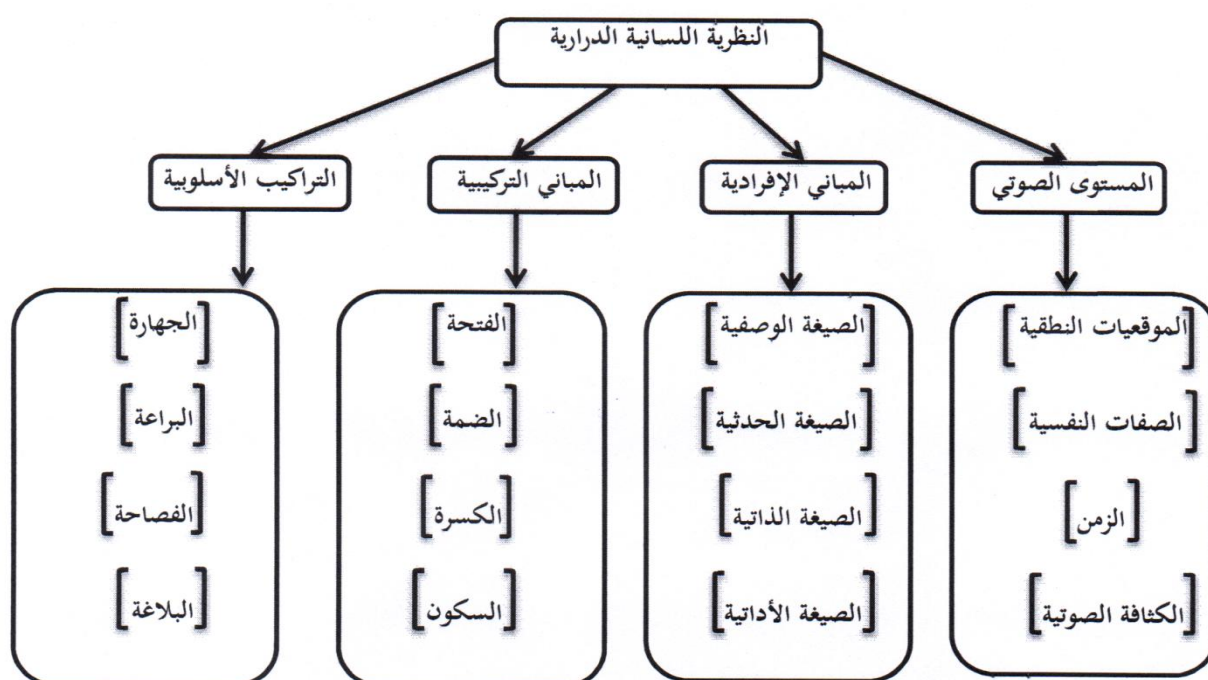 النظرية اللسانية الدرارية
المستوى الصوتي
المباني الإفرادية
المباني التركيبية
التراكيب الأسلوبية
[الموقعيات النطقية]
[الصفات النفسية]
[الزمن]
[الكثافة الصوتية]
[الصيغة الوصفية]
[الصيغة الحدثية]
[الصيغة الذاتية]
[الصيغة الأداتية]
[الفتحة]
[الضمة]
[الكسرة]
[السكون]
[الجهارة]
[البراعة]
[الفصاحة]
[البلاغة]